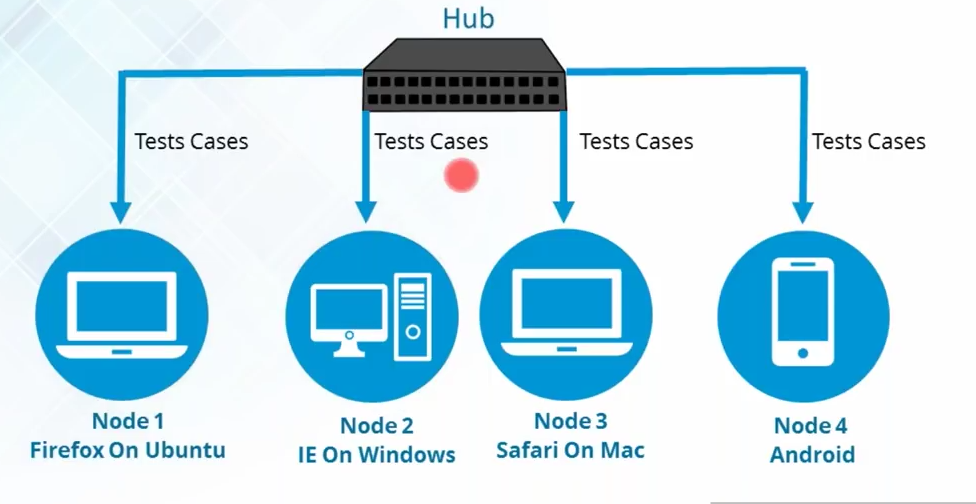 Hub
Tests Cases
Tests Cases
Tests Cases
Tests Cases
Node 1
Firefox On Ubuntu
Node 2
IE On Windows
Node 3
Safari On Mac
Node 4
Android